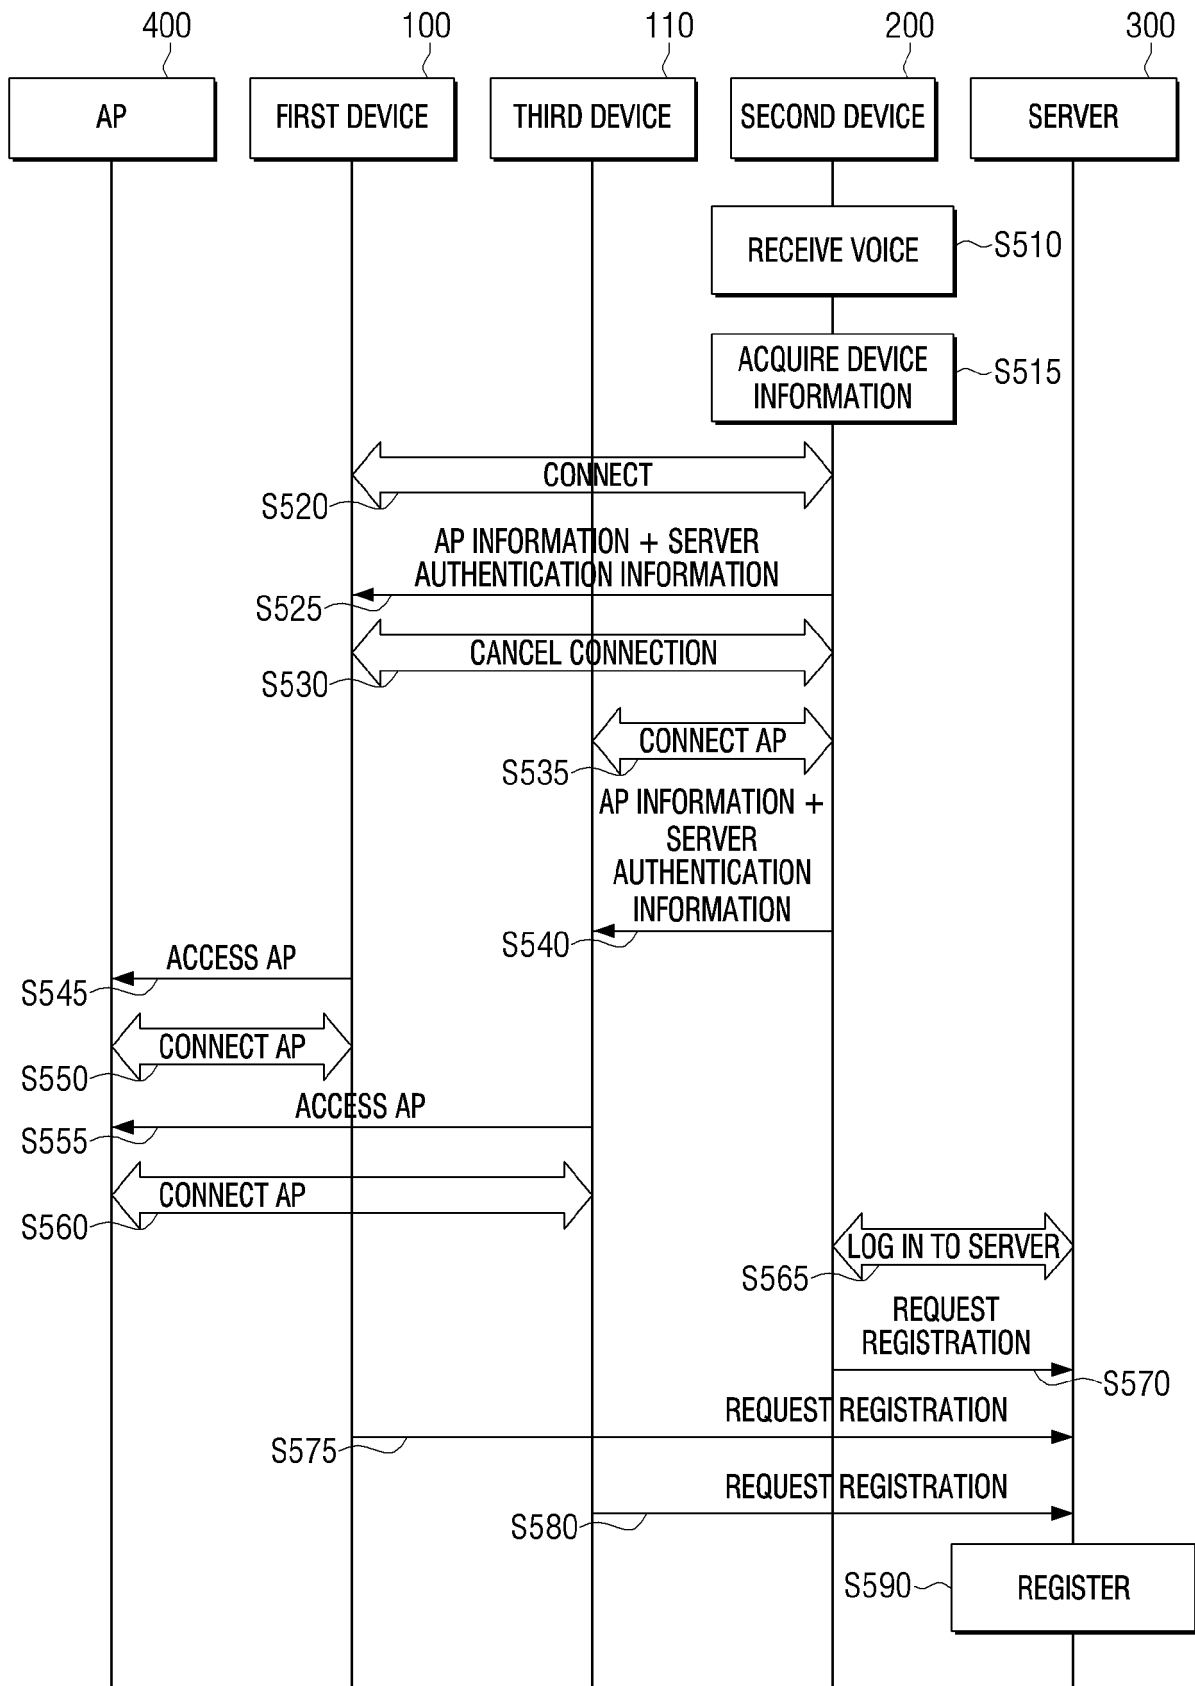 400
100
110
200
300
AP
FIRST DEVICE
THIRD DEVICE
SECOND DEVICE
SERVER
RECEIVE VOICE
S510
ACQUIRE DEVICE
INFORMATION
S515
CONNECT
S520
AP INFORMATION + SERVER
AUTHENTICATION INFORMATION
S525
CANCEL CONNECTION
S530
CONNECT AP
S535
AP INFORMATION +
SERVER
AUTHENTICATION
INFORMATION
S540
ACCESS AP
S545
CONNECT AP
S550
ACCESS AP
S555
CONNECT AP
S560
LOG IN TO SERVER
S565
REQUEST
REGISTRATION
S570
REQUEST REGISTRATION
S575
REQUEST REGISTRATION
S580
S590
REGISTER